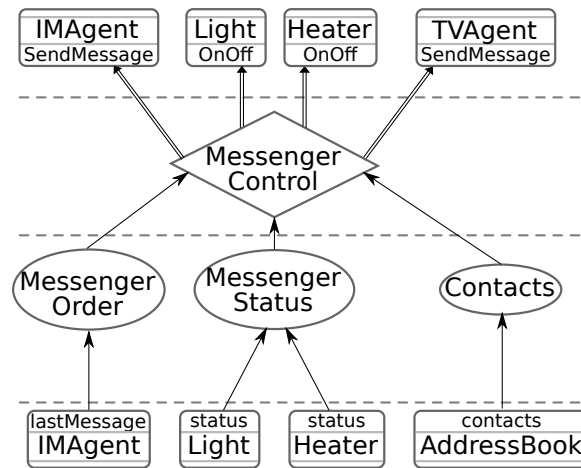 IMAgent
SendMessage
Light
OnOff
Heater
OnOff
TVAgent
SendMessage
Messenger
Control
Messenger
Order
Messenger
Status
Contacts
lastMessage
IMAgent
status
Light
status
Heater
contacts
AddressBook